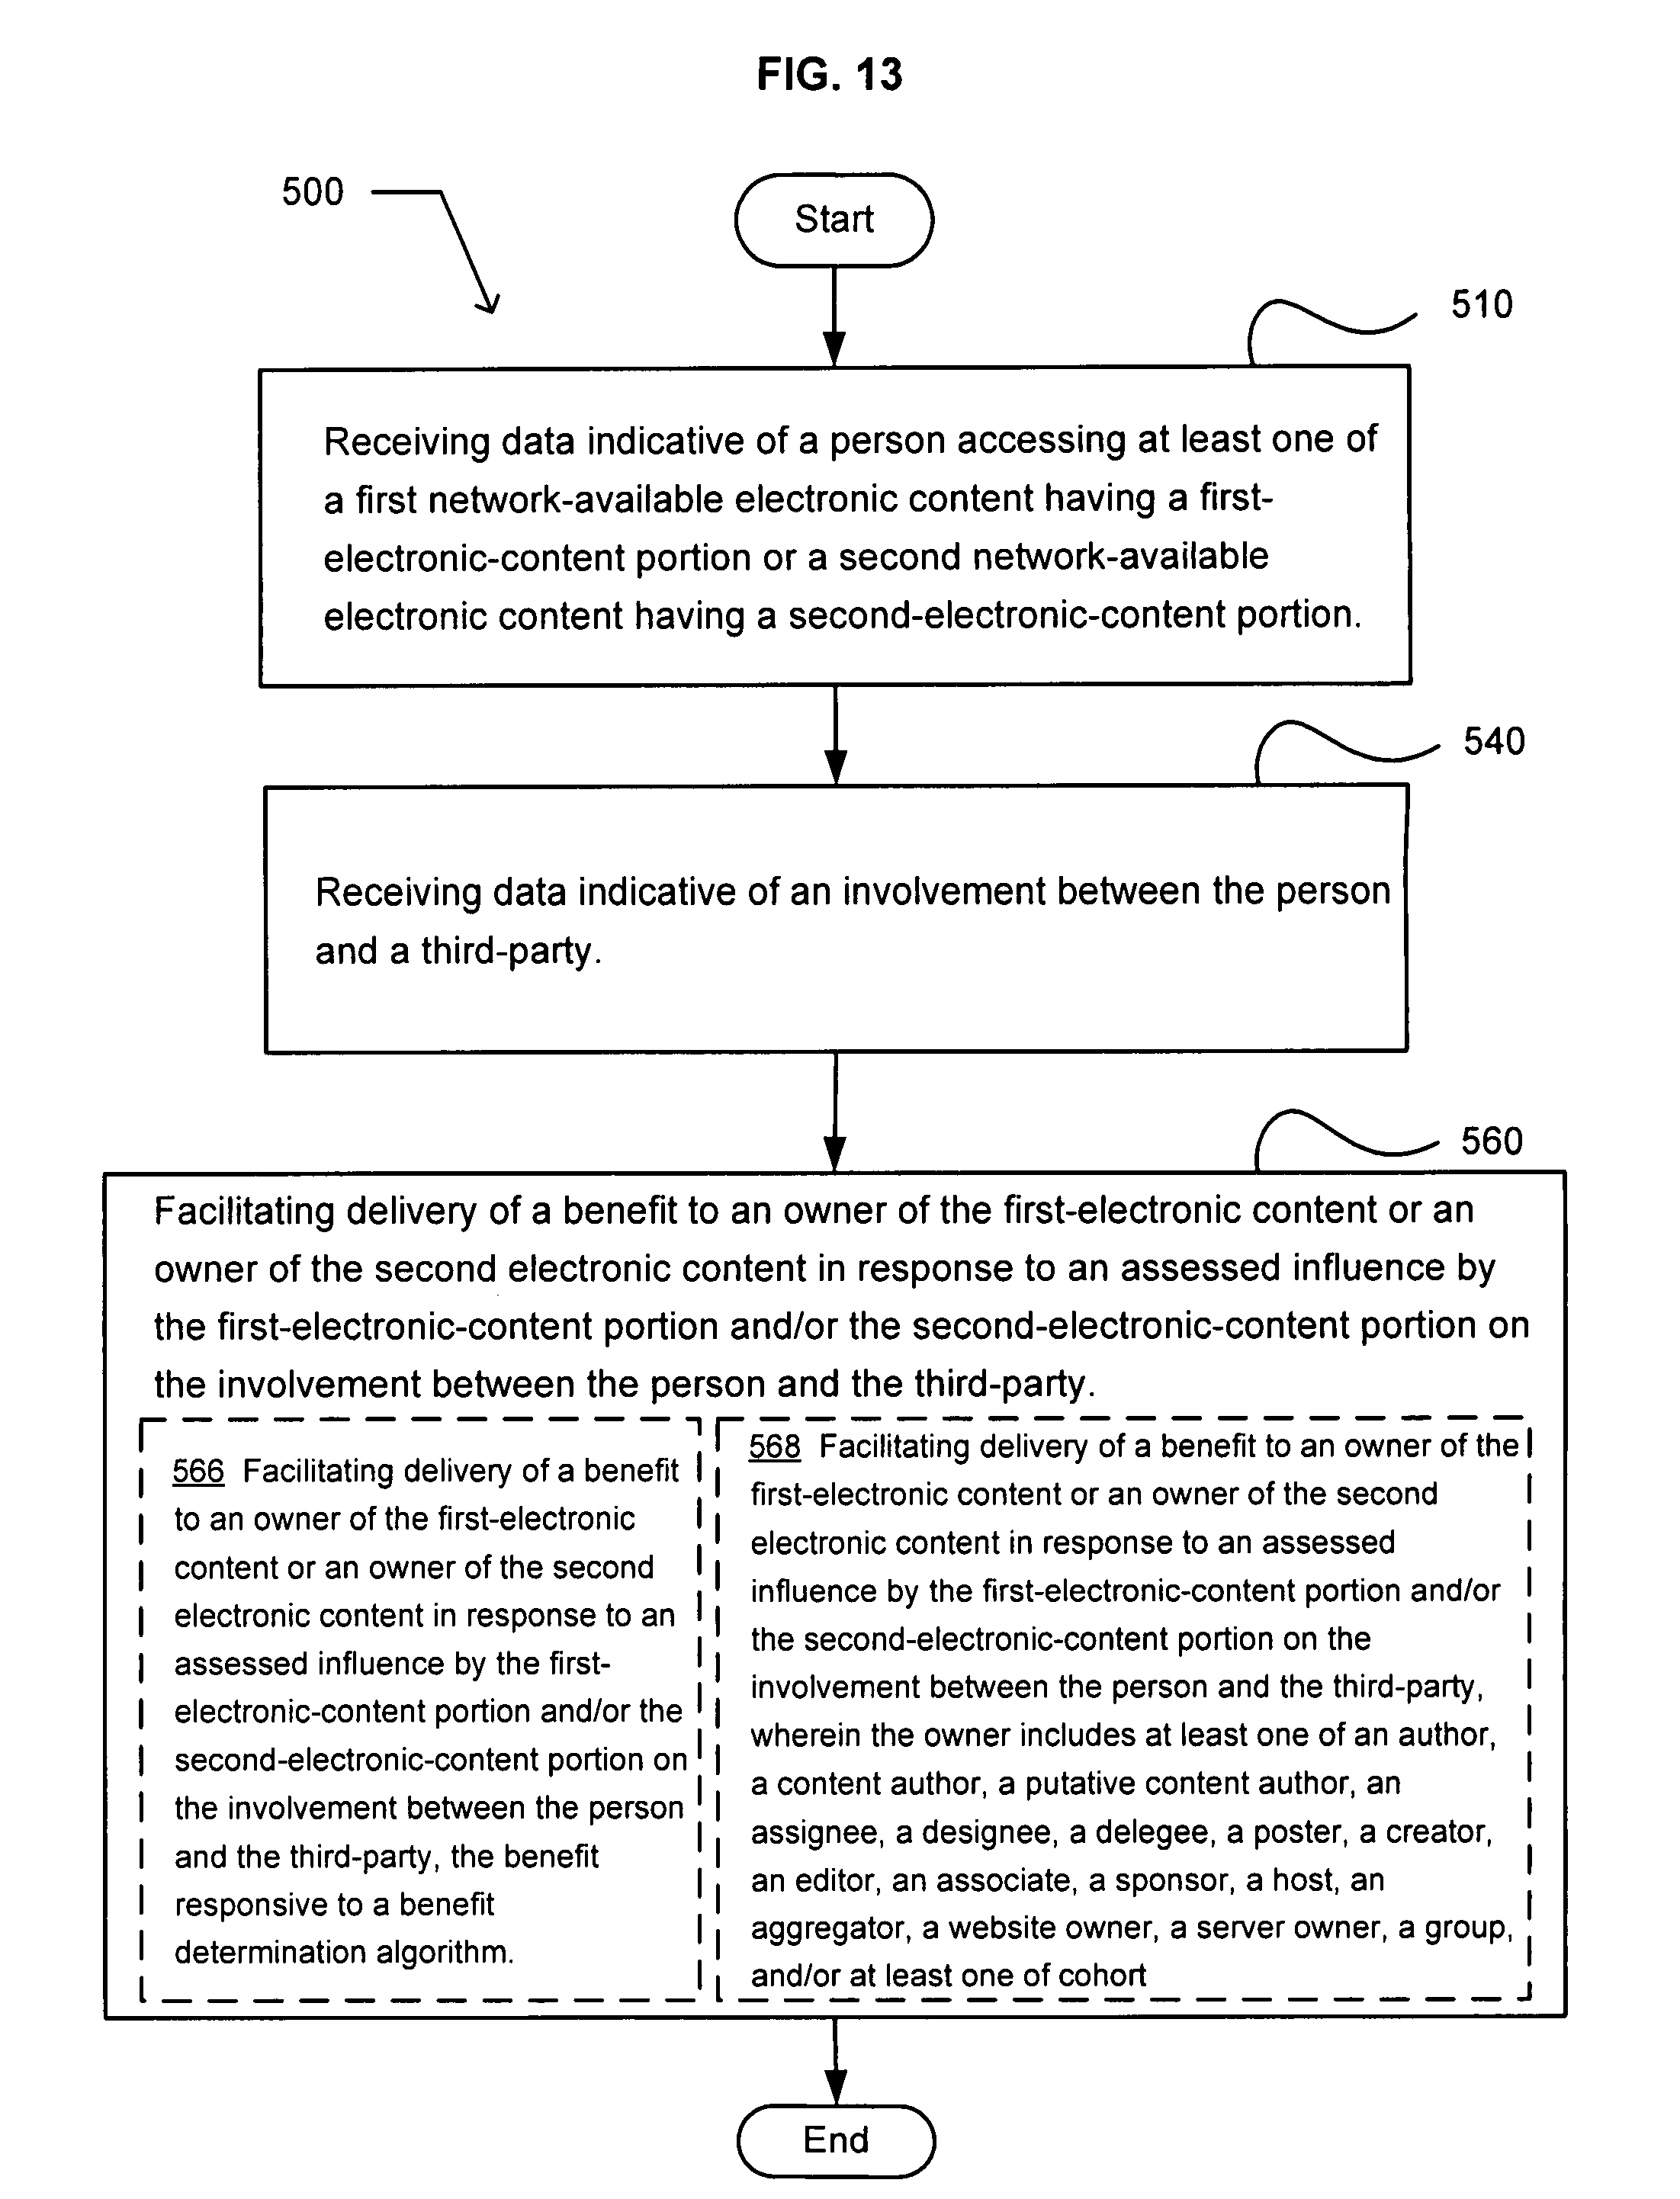 FIG. 13
500
Start
510
Receiving data indicative of a person accessing at least one of
a first network-available electronic content having a first-
electronic-content portion or a second network-available
electronic content having a second-electronic-content portion.
540
Receiving data indicative of an involvement between the person
and a third-party.
560
Facilitating delivery of a benefit to an owner of the first-electronic content or an
owner of the second electronic content in response to an assessed influence by
the first-electronic-content portion and/or the second-electronic-content portion on
the involvement between the person and the third-party.
566 Facilitating delivery of a benefit
to an owner of the first-electronic
content or an owner of the second
electronic content in response to an
assessed influence by the first-
electronic-content portion and/or the
second-electronic-content portion on
the involvement between the person
and the third-party, the benefit
responsive to a benefit
determination algorithm.
568 Facilitating delivery of a benefit to an owner of the
first-electronic content or an owner of the second
electronic content in response to an assessed
influence by the first-electronic-content portion and/or
the second-electronic-content portion on the
involvement between the person and the third-party,
wherein the owner includes at least one of an author,
a content author, a putative content author, an
assignee, a designee, a delegee, a poster, a creator,
an editor, an associate, a sponsor, a host, an
aggregator, a website owner, a server owner, a group,
and/or at least one of cohort
End